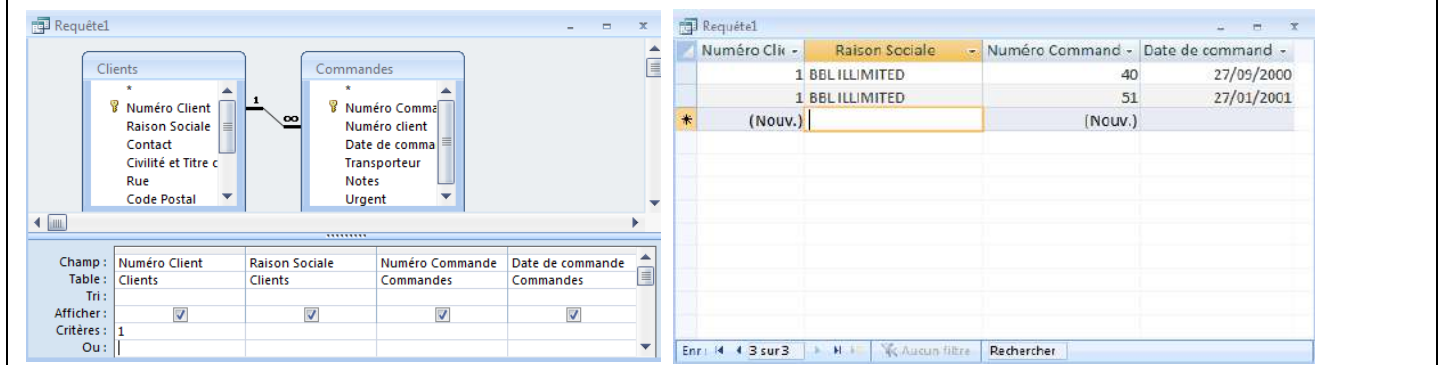 Requête1
Clients
*
Numéro Client
Raison Sociale
Contact
Civilité et Titre c
Rue
Code Postal
1
∞
Commandes
*
Numéro Comma
Numéro client
Date de comma
Transporteur
Notes
Urgent
Champ : Numéro Client Raison Sociale Numéro Commande Date de commande
Table : Clients Clients Commandes Commandes
Tri :
Afficher :
Critères : 1
Ou :
Requête1
Numéro Clie Raison Sociale Numéro Command Date de command
1 BBL ILLIMITED 40 27/09/2000
1 BBL ILLIMITED 51 27/01/2001
* (Nouv.) (Nouv.)
Enr : 3 sur 3 Aucun filtre Rechercher